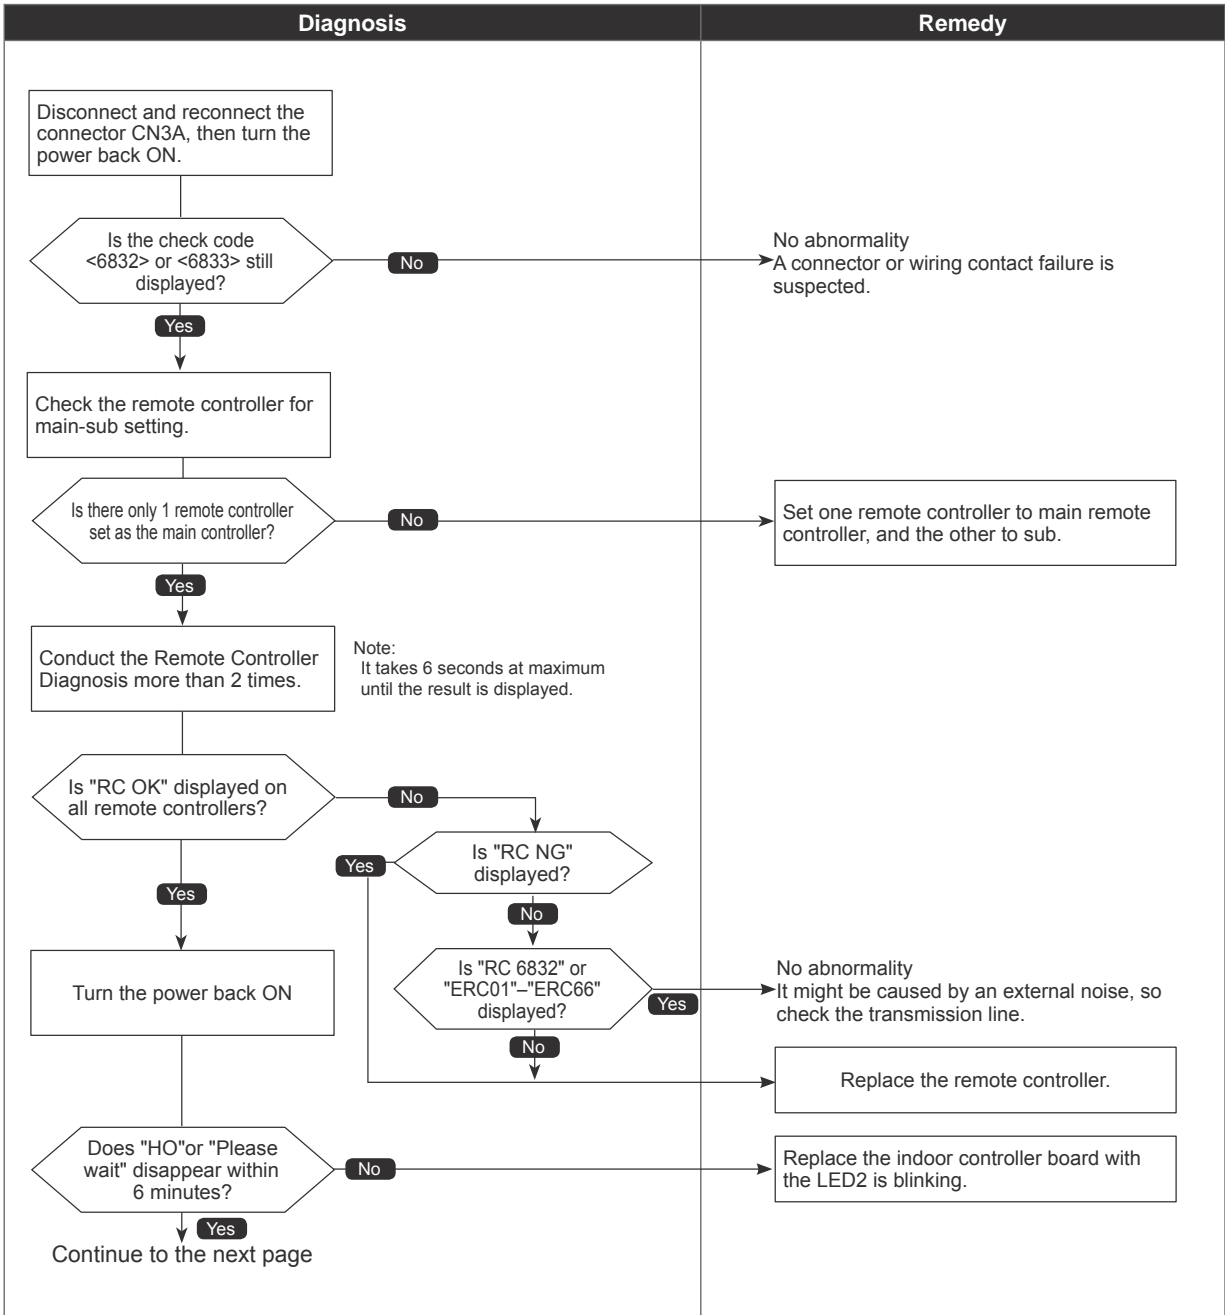 Diagnosis
Remedy
Disconnect and reconnect the
connector CN3A, then turn the
power back ON.
Is the check code
<6832> or <6833> still
displayed?
No
No abnormality
A connector or wiring contact failure is
suspected.
Yes
Check the remote controller for
main-sub setting.
Is there only 1 remote controller
set as the main controller?
No
Set one remote controller to main remote
controller, and the other to sub.
Yes
Conduct the Remote Controller
Diagnosis more than 2 times.
Note:
It takes 6 seconds at maximum
until the result is displayed.
Is "RC OK" displayed on
all remote controllers?
No
Is "RC NG"
displayed?
Yes
No
Yes
Is "RC 6832" or
"ERC01"–"ERC66"
displayed?
Yes
No abnormality
It might be caused by an external noise, so
check the transmission line.
No
Replace the remote controller.
Turn the power back ON
Does "HO"or "Please
wait" disappear within
6 minutes?
No
Replace the indoor controller board with
the LED2 is blinking.
Yes
Continue to the next page